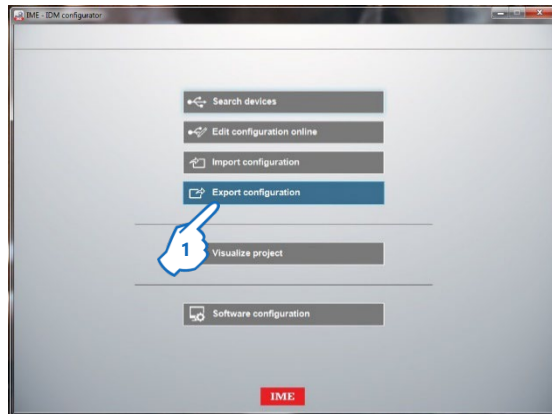 IME - IDM configurator
Search devices
Edit configuration online
Import configuration
Export configuration
1
Visualize project
Software configuration
IME